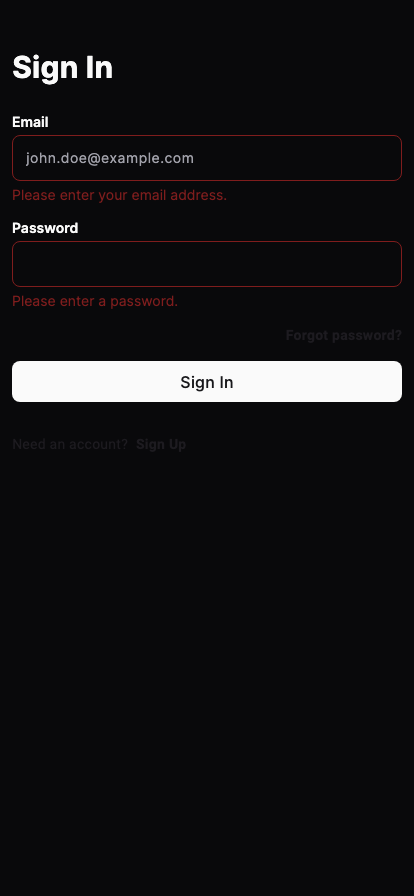 Sign In
Email
john.doe@example.com
Please enter your email address.
Password
Please enter a password.
Forgot password?
Sign In
Need an account? Sign Up